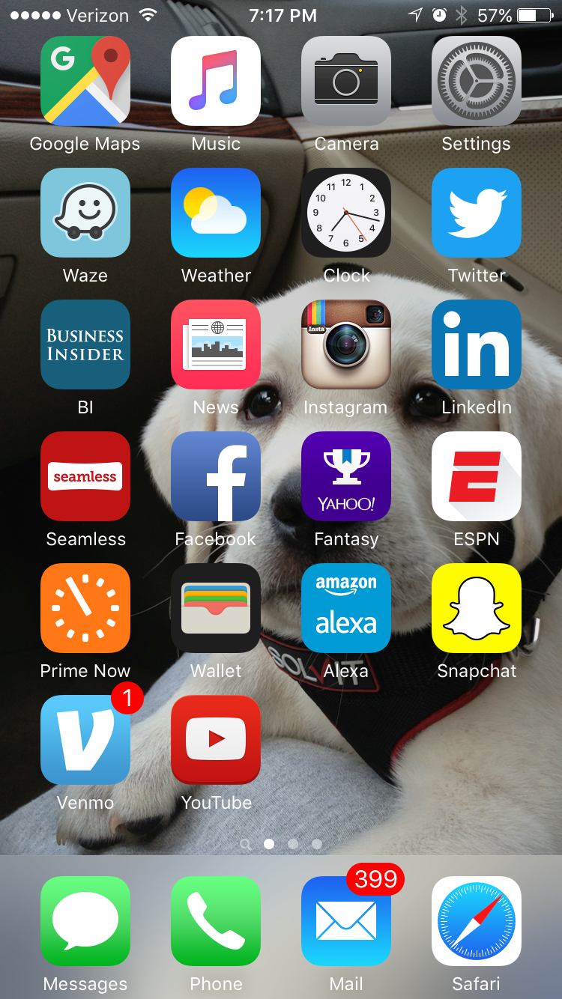 Verizon 7:17 PM 57%
G
Google Maps Music Camera Settings
12
11 1
10 2
9 3
8 4
7 5
6
Waze Weather Clock Twitter
BUSINESS
INSIDER
Insta
in
BI News Instagram LinkedIn
seamless
f
YAHOO!
E
Seamless Facebook Fantasy ESPN
amazon
alexa
SOLVIT
Prime Now Wallet Alexa Snapchat
1
V
Venmo YouTube
399
Messages Phone Mail Safari